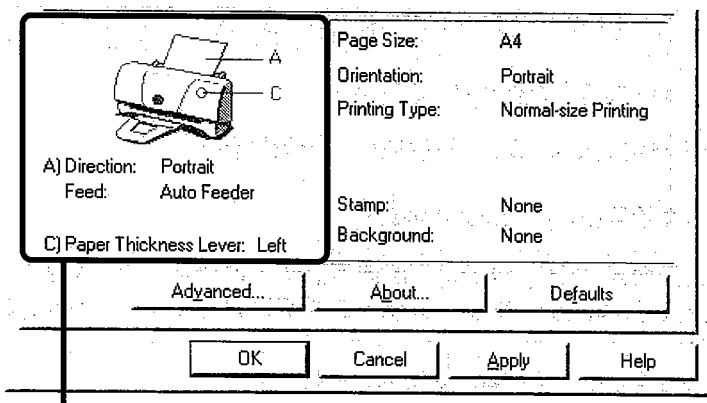 A
C
A) Direction: Portrait
Feed: Auto Feeder
C) Paper Thickness Lever: Left
Page Size: A4
Orientation: Portrait
Printing Type: Normal-size Printing
Stamp: None
Background: None
Advanced... About... Defaults
OK Cancel Apply Help